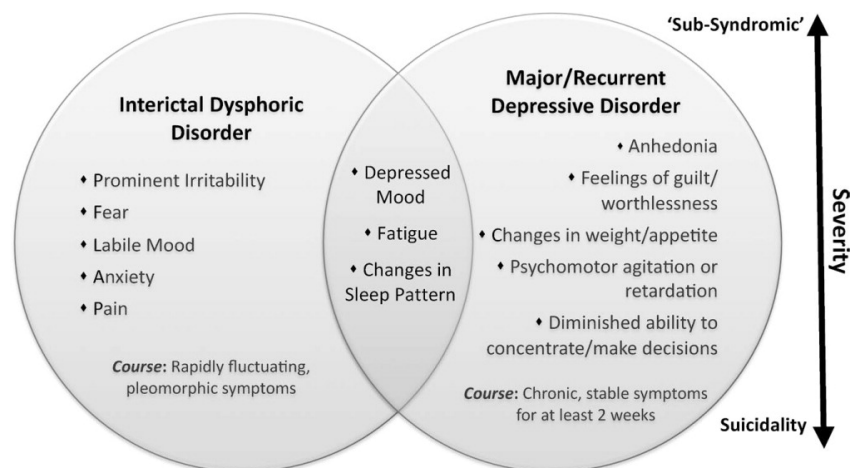 Interictal Dysphoric
Disorder
♦ Prominent Irritability
♦ Fear
♦ Labile Mood
♦ Anxiety
♦ Pain
Course: Rapidly fluctuating,
pleomorphic symptoms
♦ Depressed
Mood
♦ Fatigue
♦ Changes in
Sleep Pattern
Major/Recurrent
Depressive Disorder
♦ Anhedonia
♦ Feelings of guilt/
worthlessness
♦ Changes in weight/appetite
♦ Psychomotor agitation or
retardation
♦ Diminished ability to
concentrate/make decisions
Course: Chronic, stable symptoms
for at least 2 weeks
‘Sub-Syndromic’
Severity
Suicidality